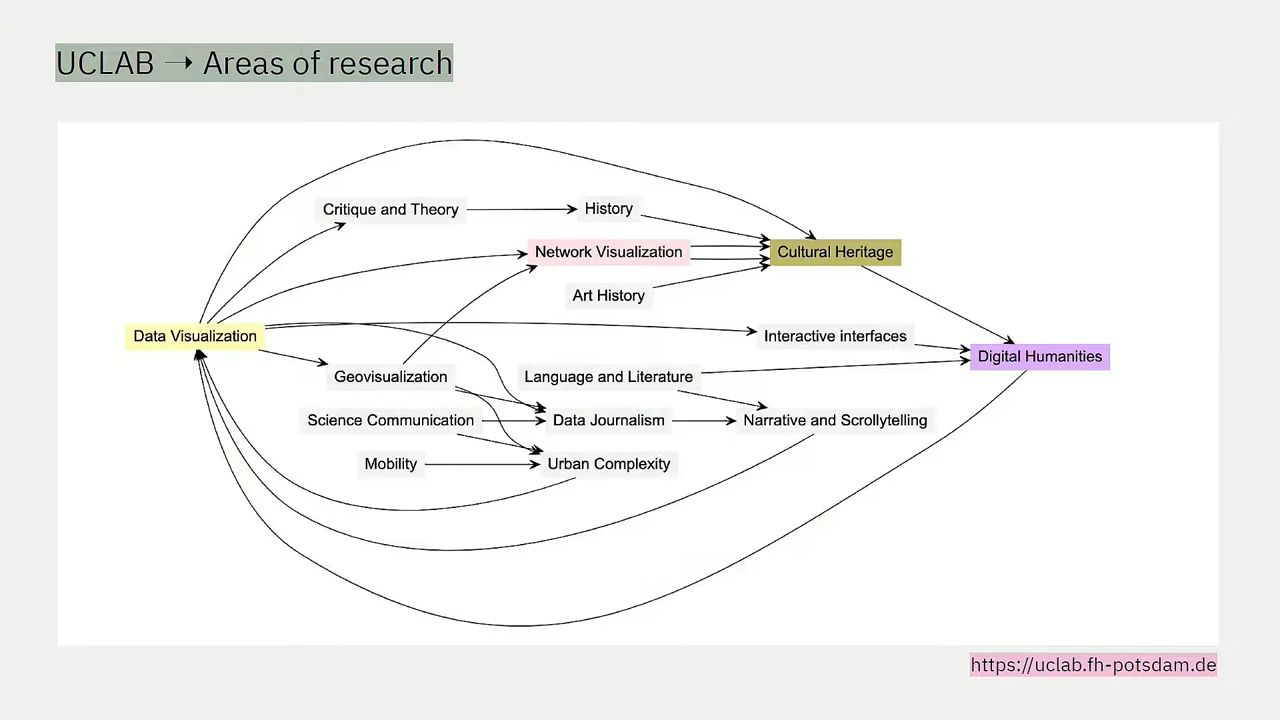 UCLAB → Areas of research
Critique and Theory
History
Network Visualization
Cultural Heritage
Art History
Data Visualization
Interactive interfaces
Digital Humanities
Geovisualization
Language and Literature
Science Communication
Data Journalism
Narrative and Scrollytelling
Mobility
Urban Complexity
https://uclab.fh-potsdam.de